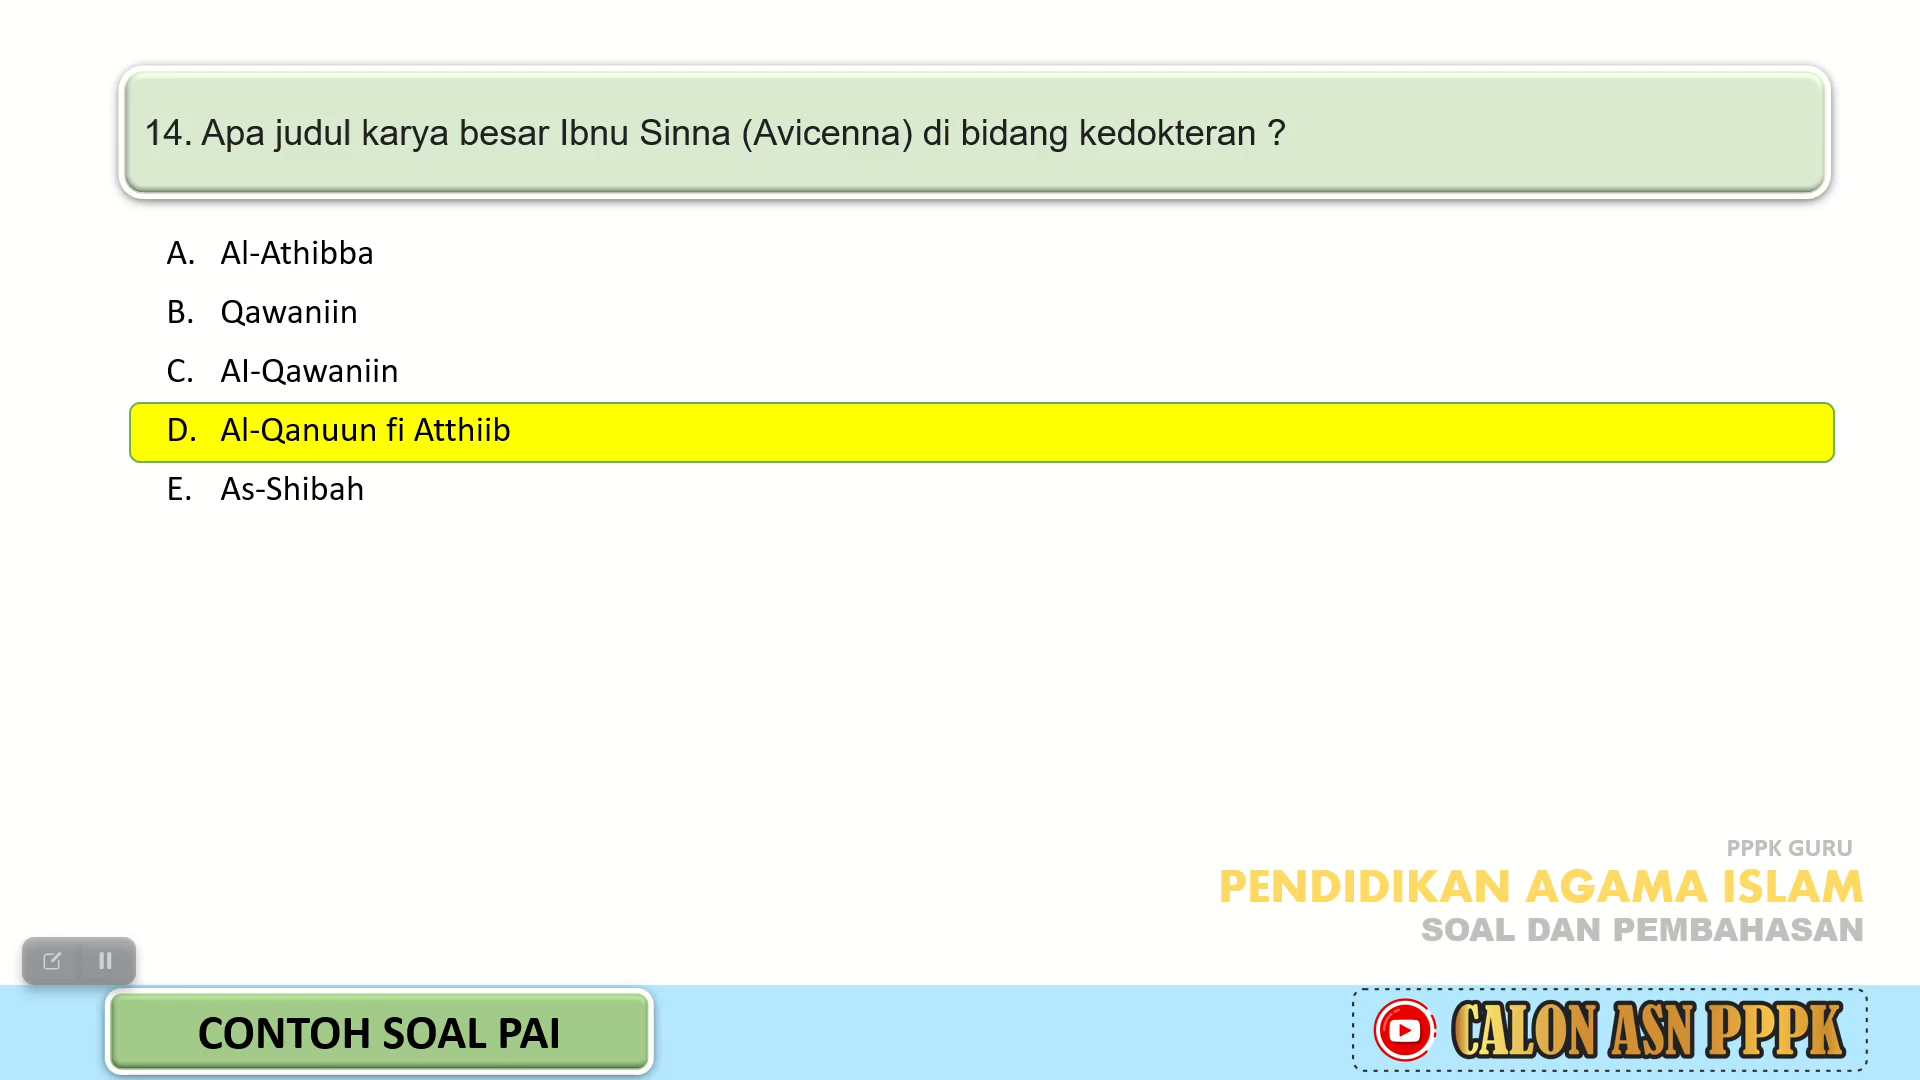 14. Apa judul karya besar Ibnu Sinna (Avicenna) di bidang kedokteran ?
A. Al-Athibba
B. Qawaniin
C. Al-Qawaniin
D. Al-Qanuun fi Atthiib
E. As-Shibah
PPPK GURU
PENDIDIKAN AGAMA ISLAM
SOAL DAN PEMBAHASAN
CONTOH SOAL PAI
CALON ASN PPPK